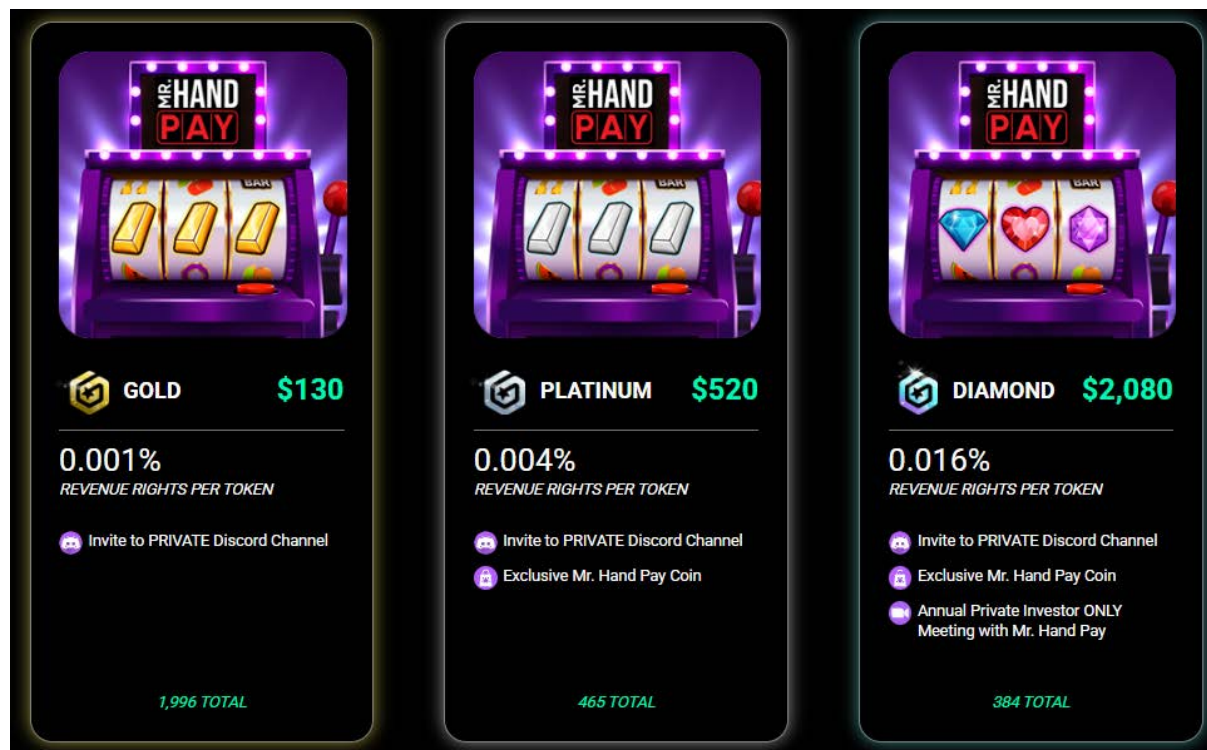 MR. HAND
PAY
BAR
GOLD $130
0.001%
REVENUE RIGHTS PER TOKEN
Invite to PRIVATE Discord Channel
1,996 TOTAL
MR. HAND
PAY
BAR
PLATINUM $520
0.004%
REVENUE RIGHTS PER TOKEN
Invite to PRIVATE Discord Channel
Exclusive Mr. Hand Pay Coin
465 TOTAL
MR. HAND
PAY
BAR
DIAMOND $2,080
0.016%
REVENUE RIGHTS PER TOKEN
Invite to PRIVATE Discord Channel
Exclusive Mr. Hand Pay Coin
Annual Private Investor ONLY
Meeting with Mr. Hand Pay
384 TOTAL